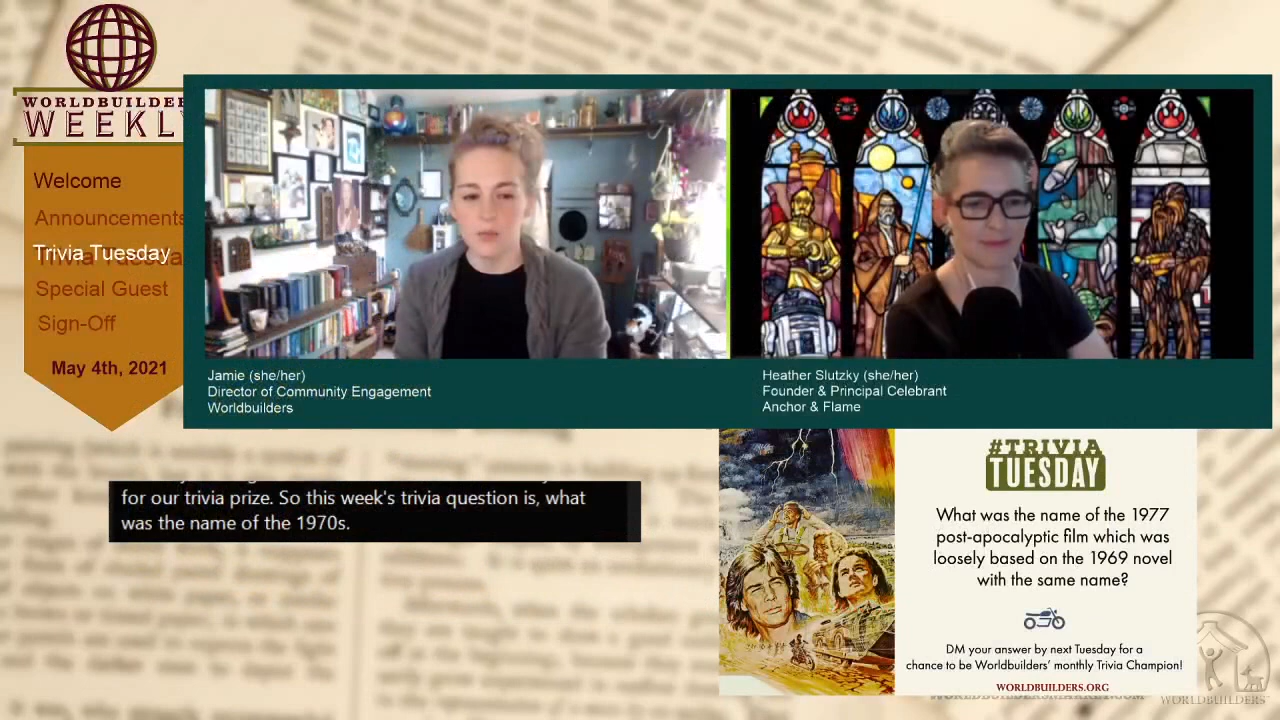 WORLDBUILDER
WEEKLY
Welcome
Announcements
Trivia Tuesday
Special Guest
Sign-Off
May 4th, 2021
Jamie (she/her)
Director of Community Engagement
Worldbuilders
Heather Slutzky (she/her)
Founder & Principal Celebrant
Anchor & Flame
for our trivia prize. So this week's trivia question is, what
was the name of the 1970s.
#TRIVIA
TUESDAY
What was the name of the 1977
post-apocalyptic film which was
loosely based on the 1969 novel
with the same name?
DM your answer by next Tuesday for a
chance to be Worldbuilders' monthly Trivia Champion!
WORLDBUILDERS.ORG
WORLDBUILDERSMARKET.COM
WORLDBUILDERS